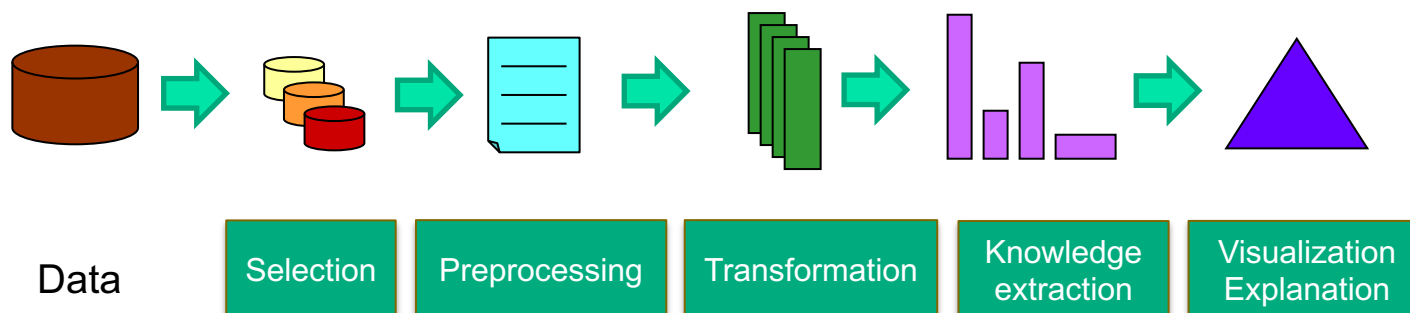 Data
Selection
Preprocessing
Transformation
Knowledge
extraction
Visualization
Explanation